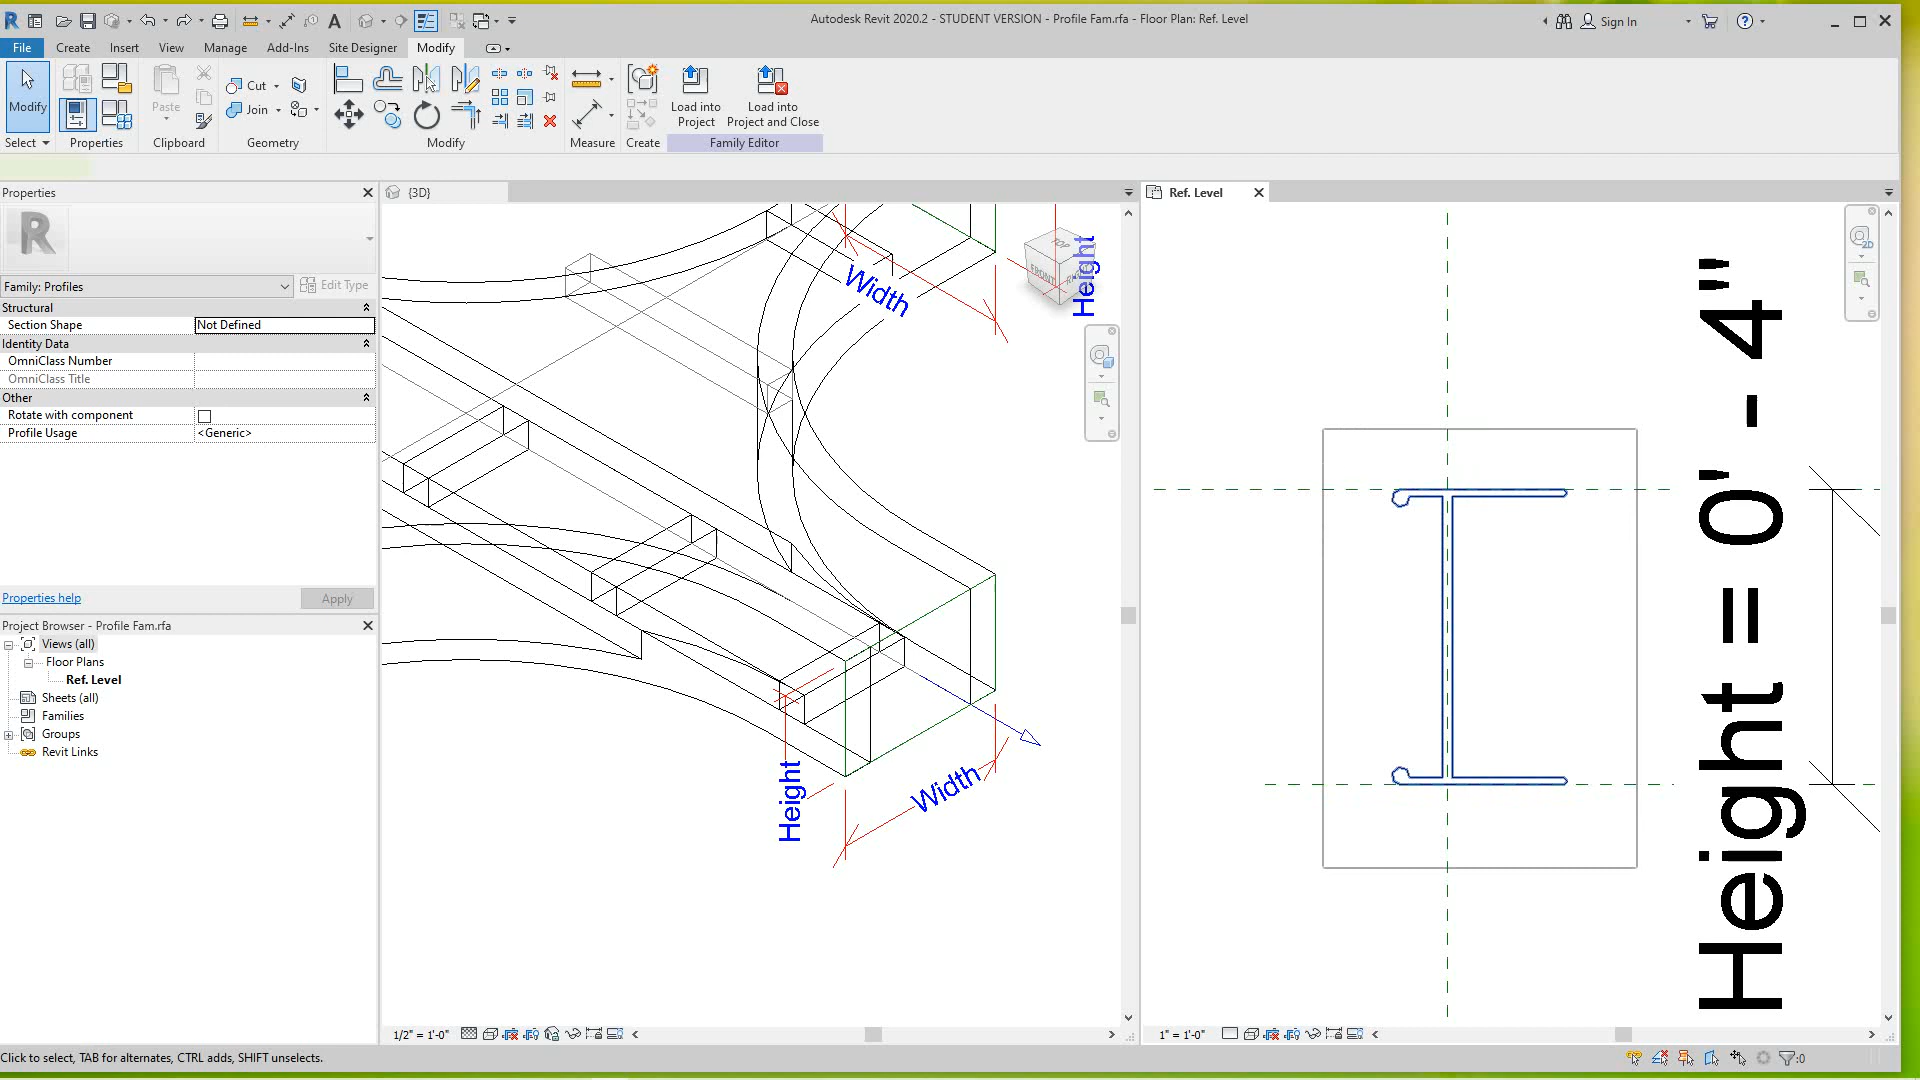 Autodesk Revit 2020.2 - STUDENT VERSION - Profile Fam.rfa - Floor Plan: Ref. Level
Sign In
File
Create
Insert
View
Manage
Add-Ins
Site Designer
Modify
Modify
Paste
Cut
Join
Load into
Project
Load into
Project and Close
Select
Properties
Clipboard
Geometry
Modify
Measure
Create
Family Editor
Properties
Family: Profiles
Edit Type
Structural
Section Shape
Not Defined
Identity Data
OmniClass Number
OmniClass Title
Other
Rotate with component
Profile Usage
<Generic>
Properties help
Apply
Project Browser - Profile Fam.rfa
Views (all)
Floor Plans
Ref. Level
Sheets (all)
Families
Groups
Revit Links
{3D}
Width
Height
TOP
FRONT
Height
Width
1/2" = 1'-0"
Ref. Level
2D
Height = 0' - 4"
1" = 1'-0"
Click to select, TAB for alternates, CTRL adds, SHIFT unselects.
:0